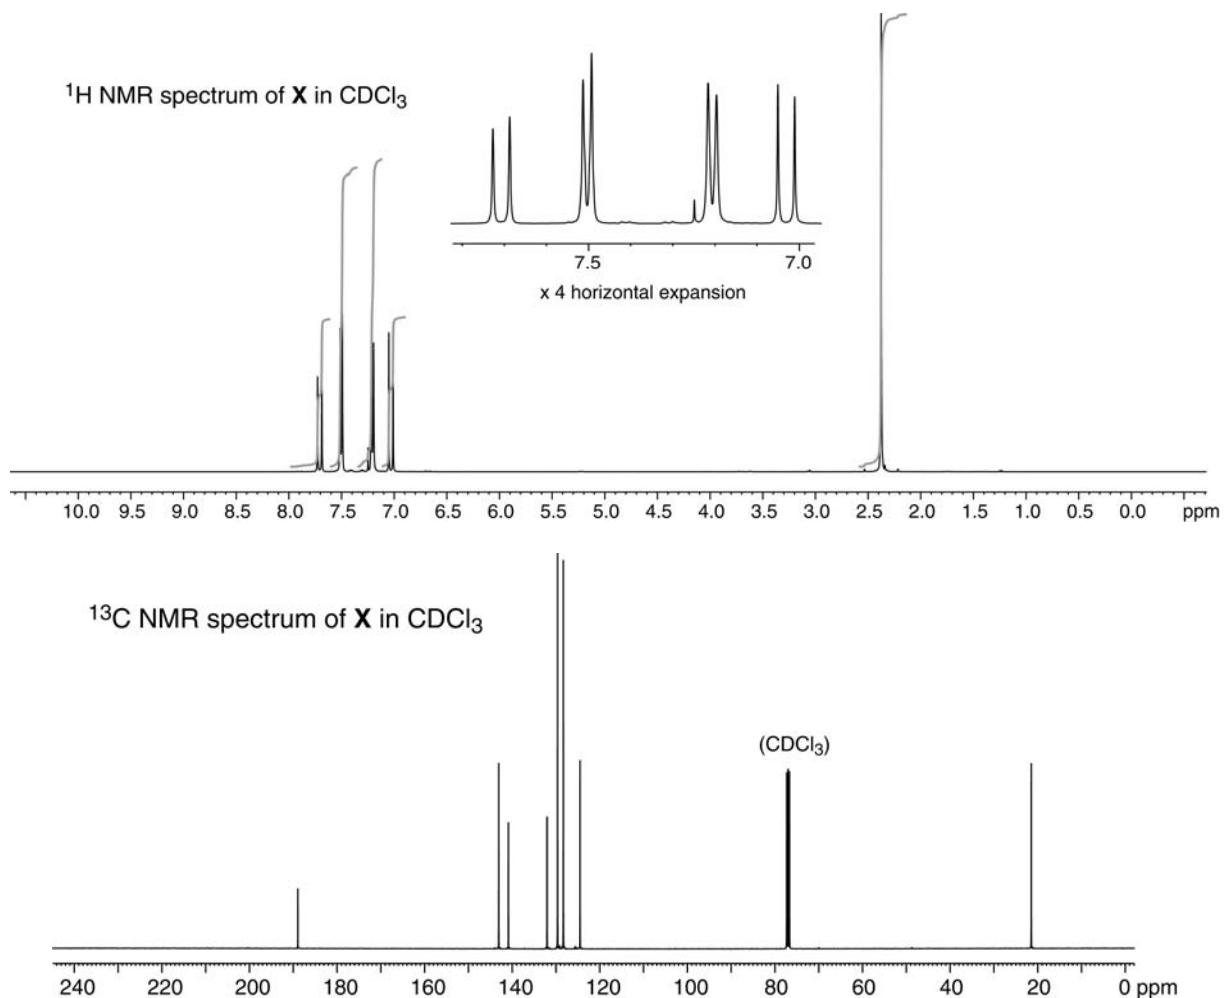 ¹H NMR spectrum of X in CDCl₃
7.5 7.0
x 4 horizontal expansion
10.0 9.5 9.0 8.5 8.0 7.5 7.0 6.5 6.0 5.5 5.0 4.5 4.0 3.5 3.0 2.5 2.0 1.5 1.0 0.5 0.0 ppm
¹³C NMR spectrum of X in CDCl₃
(CDCl₃)
240 220 200 180 160 140 120 100 80 60 40 20 0 ppm